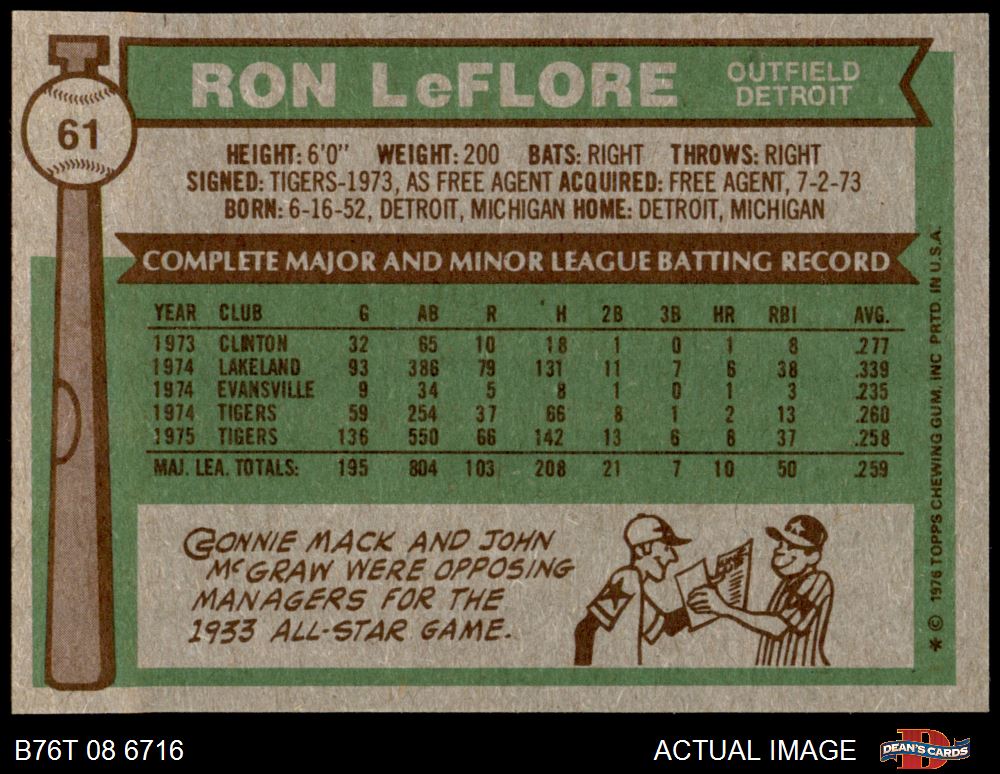 61
RON LeFLORE
OUTFIELD
DETROIT
HEIGHT: 6'0" WEIGHT: 200 BATS: RIGHT THROWS: RIGHT
SIGNED: TIGERS-1973, AS FREE AGENT ACQUIRED: FREE AGENT, 7-2-73
BORN: 6-16-52, DETROIT, MICHIGAN HOME: DETROIT, MICHIGAN
COMPLETE MAJOR AND MINOR LEAGUE BATTING RECORD
YEAR CLUB G AB R H 2B 3B HR RBI AVG.
1973 CLINTON 32 65 10 18 1 0 1 8 .277
1974 LAKELAND 93 386 79 131 11 7 6 38 .339
1974 EVANSVILLE 9 34 5 8 1 0 1 3 .235
1974 TIGERS 59 254 37 66 8 1 2 13 .260
1975 TIGERS 136 550 66 142 13 6 8 37 .258
MAJ. LEA. TOTALS: 195 804 103 208 21 7 10 50 .259
CONNIE MACK AND JOHN
McGRAW WERE OPPOSING
MANAGERS FOR THE
1933 ALL-STAR GAME.
* © 1976 TOPPS CHEWING GUM, INC PRTD. IN U.S.A.
B76T 08 6716
ACTUAL IMAGE
DEAN'S CARDS